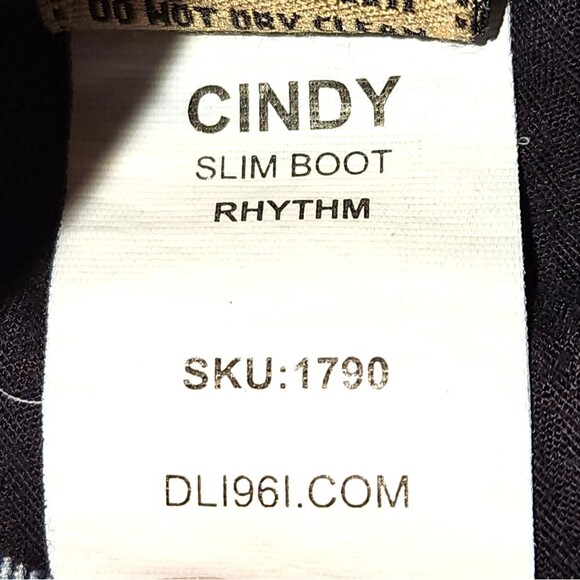 DO NOT DRY CLEAN
CINDY
SLIM BOOT
RHYTHM
SKU:1790
DL1961.COM